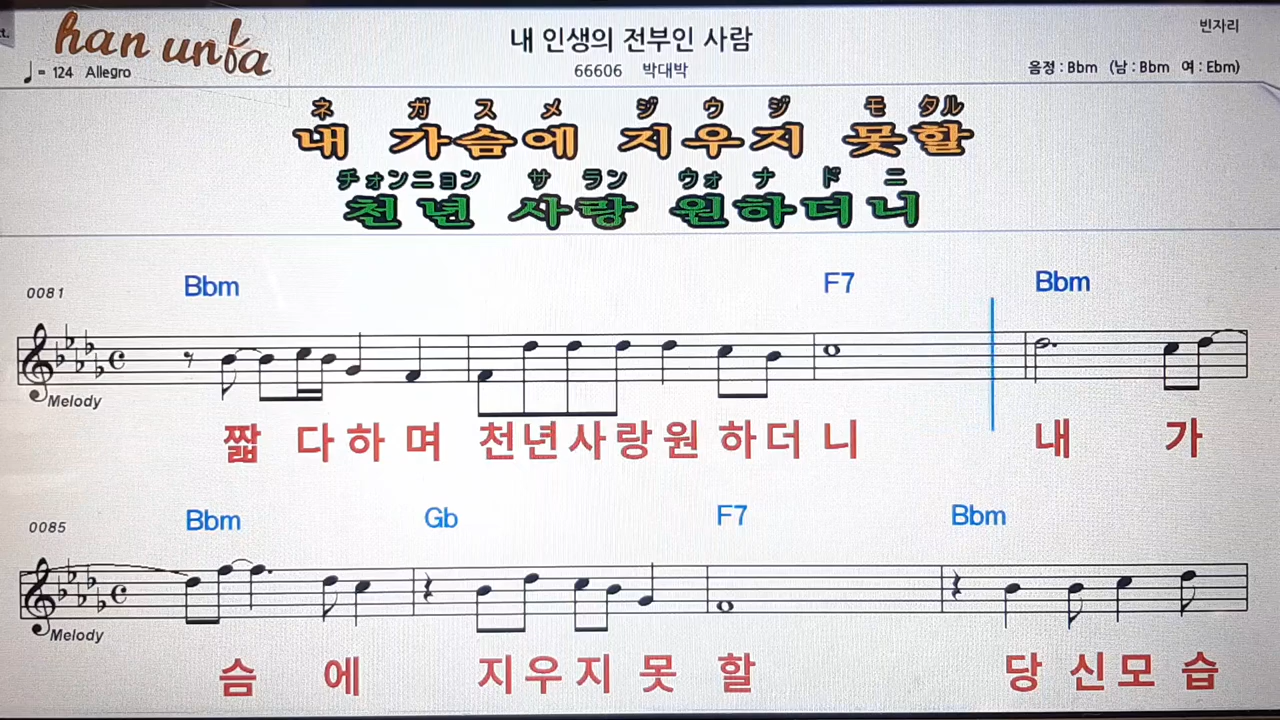 t.
han unba
♩= 124 Allegro
내 인생의 전부인 사람
66606 박대박
빈자리
음정 : Bbm (남 : Bbm 여 : Ebm)
ネ ガ ス メ ジ ウ ジ モ タル
내 가슴에 지우지 못할
チョンニョン サ ラン ウォ ナ ド ニ
천년 사랑 원하더니
0081 Bbm F7 Bbm
Melody
짧 다 하 며 천 년 사 랑 원 하 더 니 내 가
0085 Bbm Gb F7 Bbm
Melody
슴 에 지 우 지 못 할 당 신 모 습